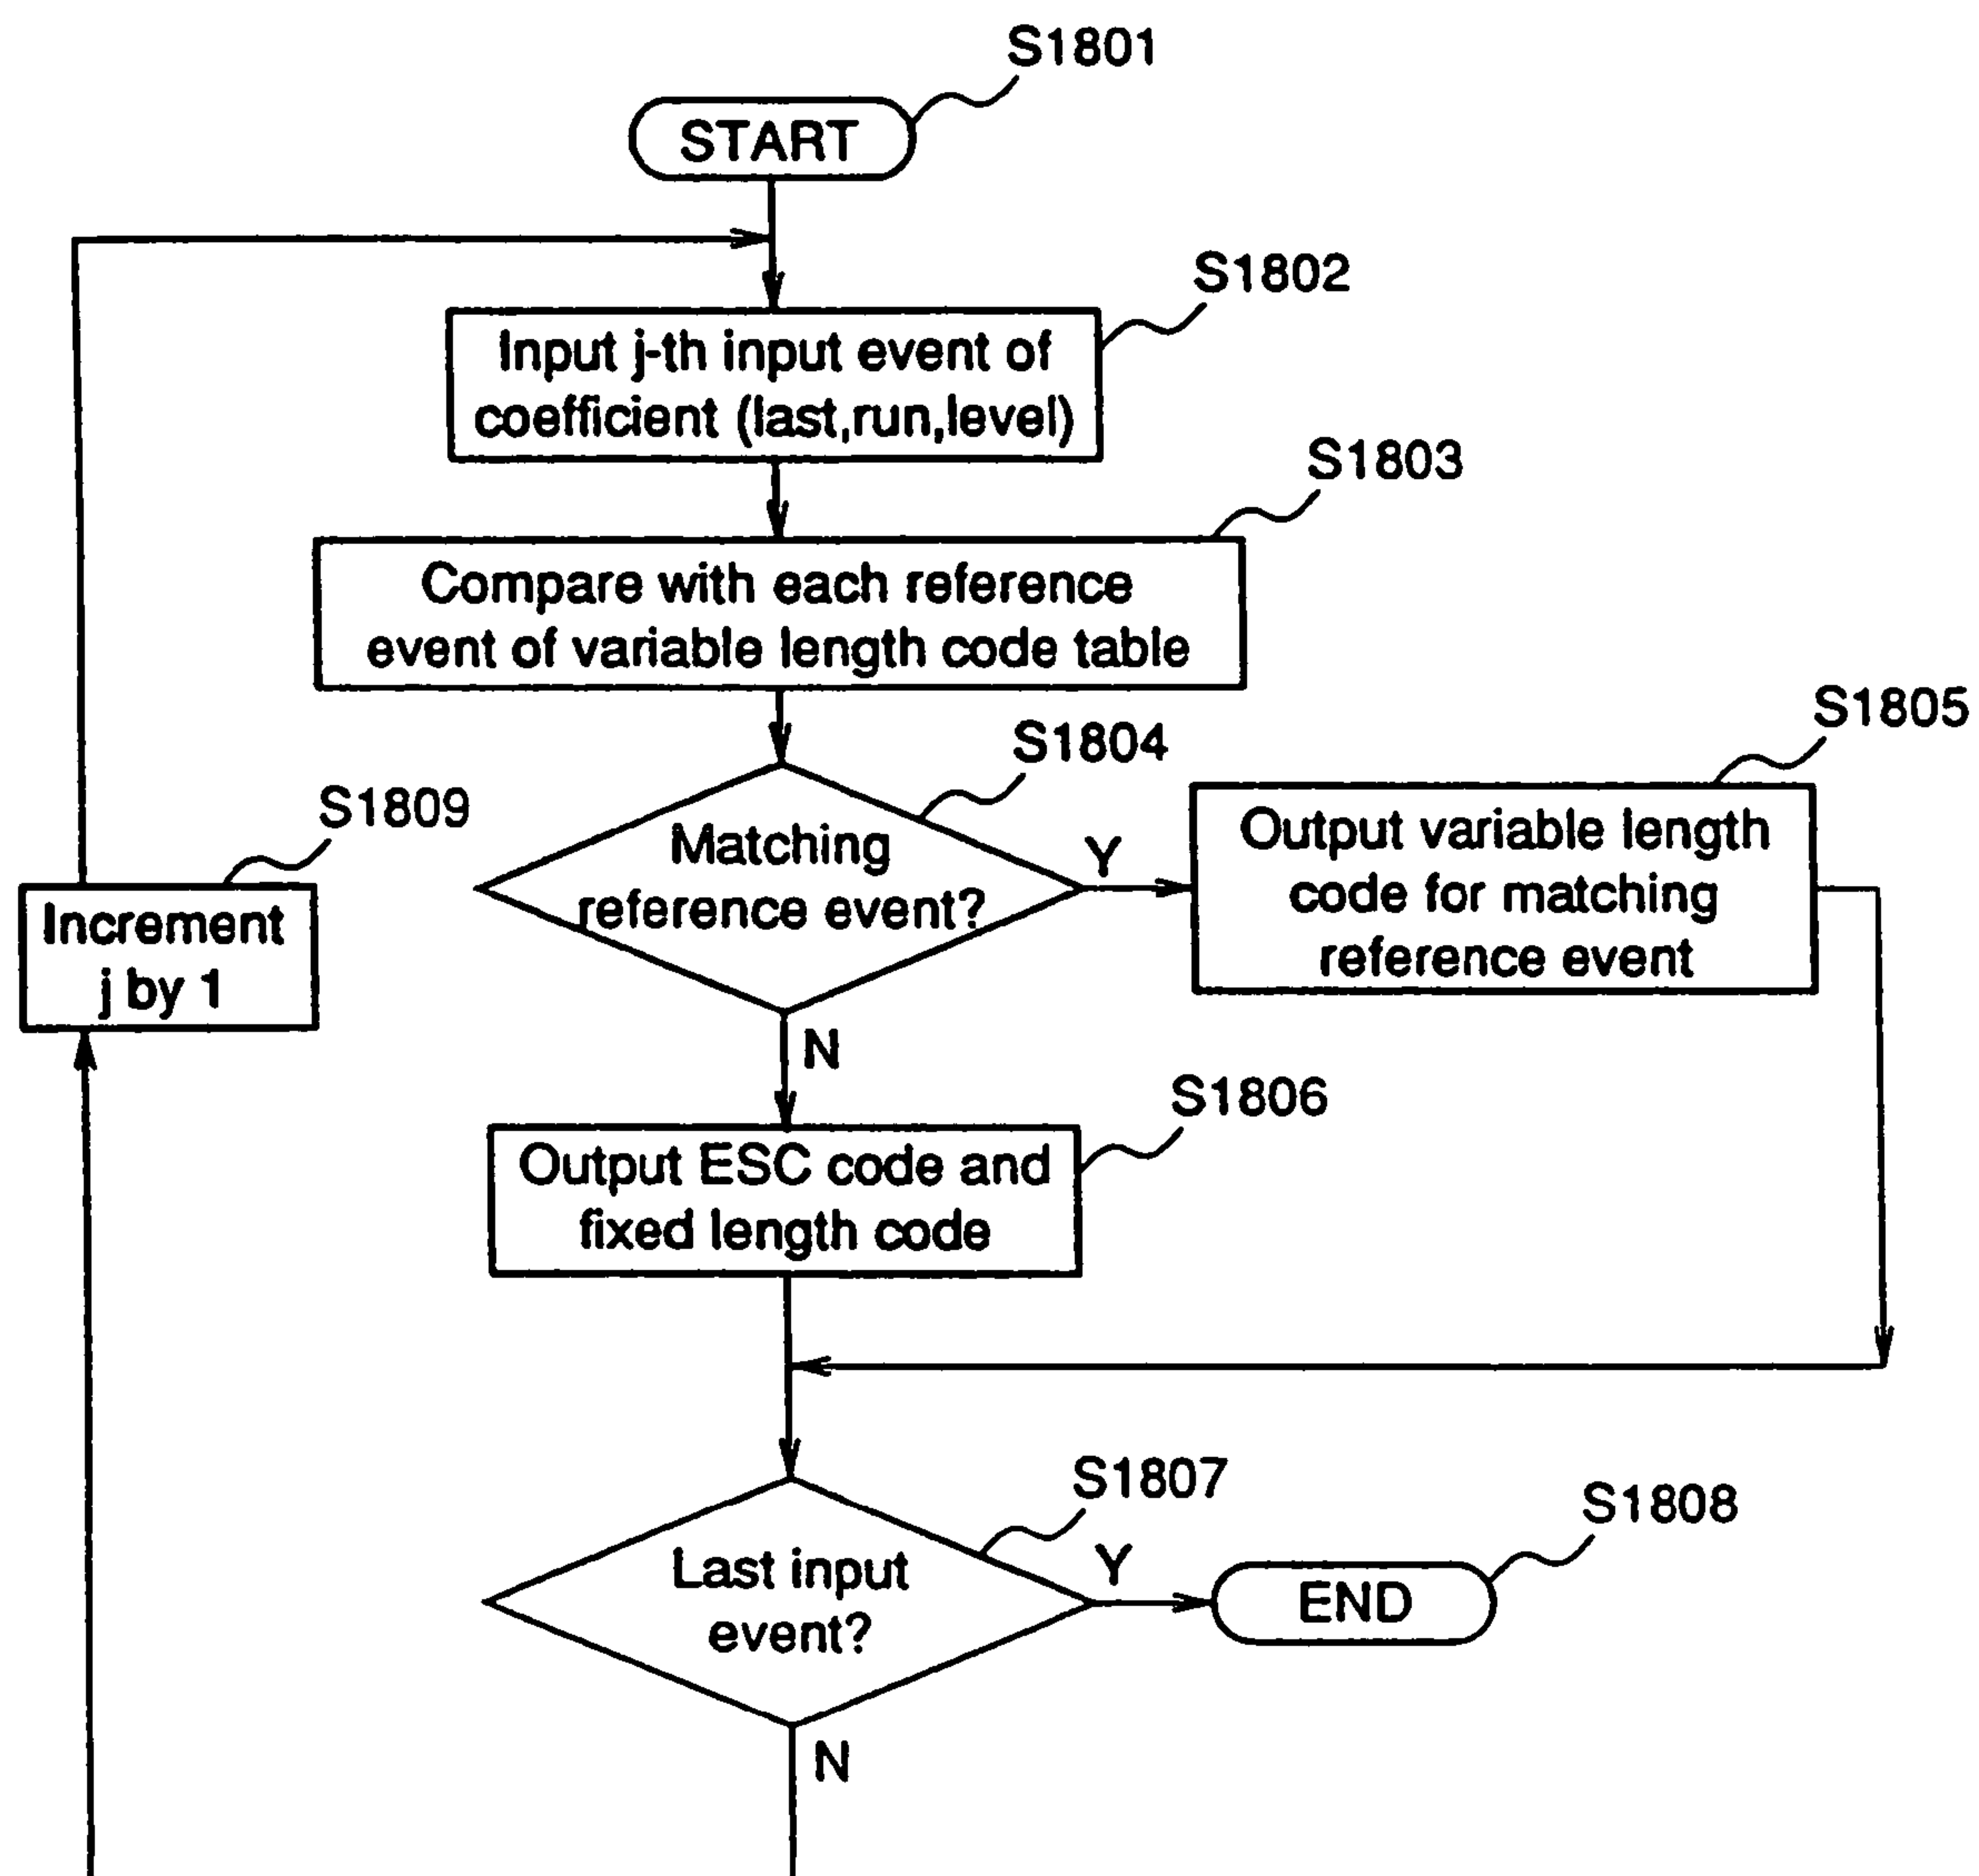 S1801
START
S1802
Input j-th input event of
coefficient (last,run,level)
S1803
Compare with each reference
event of variable length code table
S1804
Matching
reference event?
Y
S1805
Output variable length
code for matching
reference event
S1809
Increment
j by 1
N
S1806
Output ESC code and
fixed length code
S1807
Last input
event?
Y
S1808
END
N